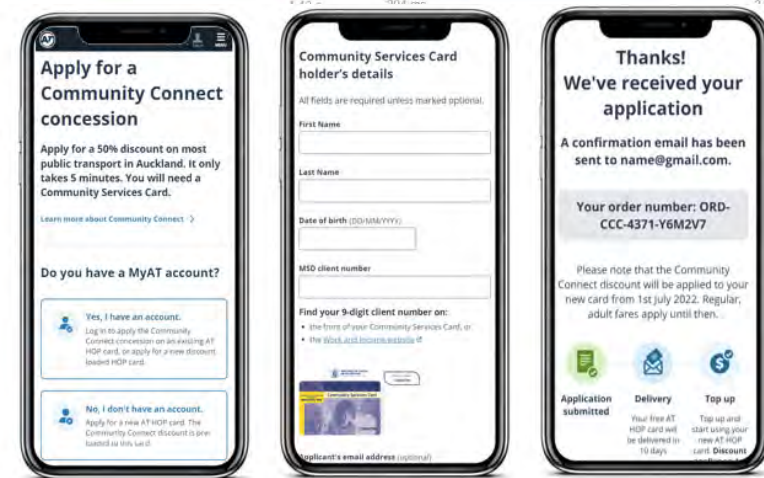 AT
MENU
Apply for a
Community Connect
concession
Apply for a 50% discount on most
public transport in Auckland. It only
takes 5 minutes. You will need a
Community Services Card.
Learn more about Community Connect >
Do you have a MyAT account?
Yes, I have an account.
Log in to apply the Community
Connect concession on an existing AT
HOP card, or apply for a new discount
loaded HOP card.
No, I don't have an account.
Apply for a new AT HOP card. The
Community Connect discount is pre-
loaded to this card.
Community Services Card
holder's details
All fields are required unless marked optional.
First Name
Last Name
Date of birth (DD/MM/YYYY)
MSD client number
Find your 9-digit client number on:
• the front of your Community Services Card, or
• the Work and Income website
Community Services Card
Applicant's email address (optional)
Thanks!
We've received your
application
A confirmation email has been
sent to name@gmail.com.
Your order number: ORD-
CCC-4371-Y6M2V7
Please note that the Community
Connect discount will be applied to your
new card from 1st July 2022. Regular,
adult fares apply until then.
Application
submitted
Delivery
Your free AT
HOP card will
be delivered in
10 days
Top up
Top up and
start using your
new AT HOP
card. Discount